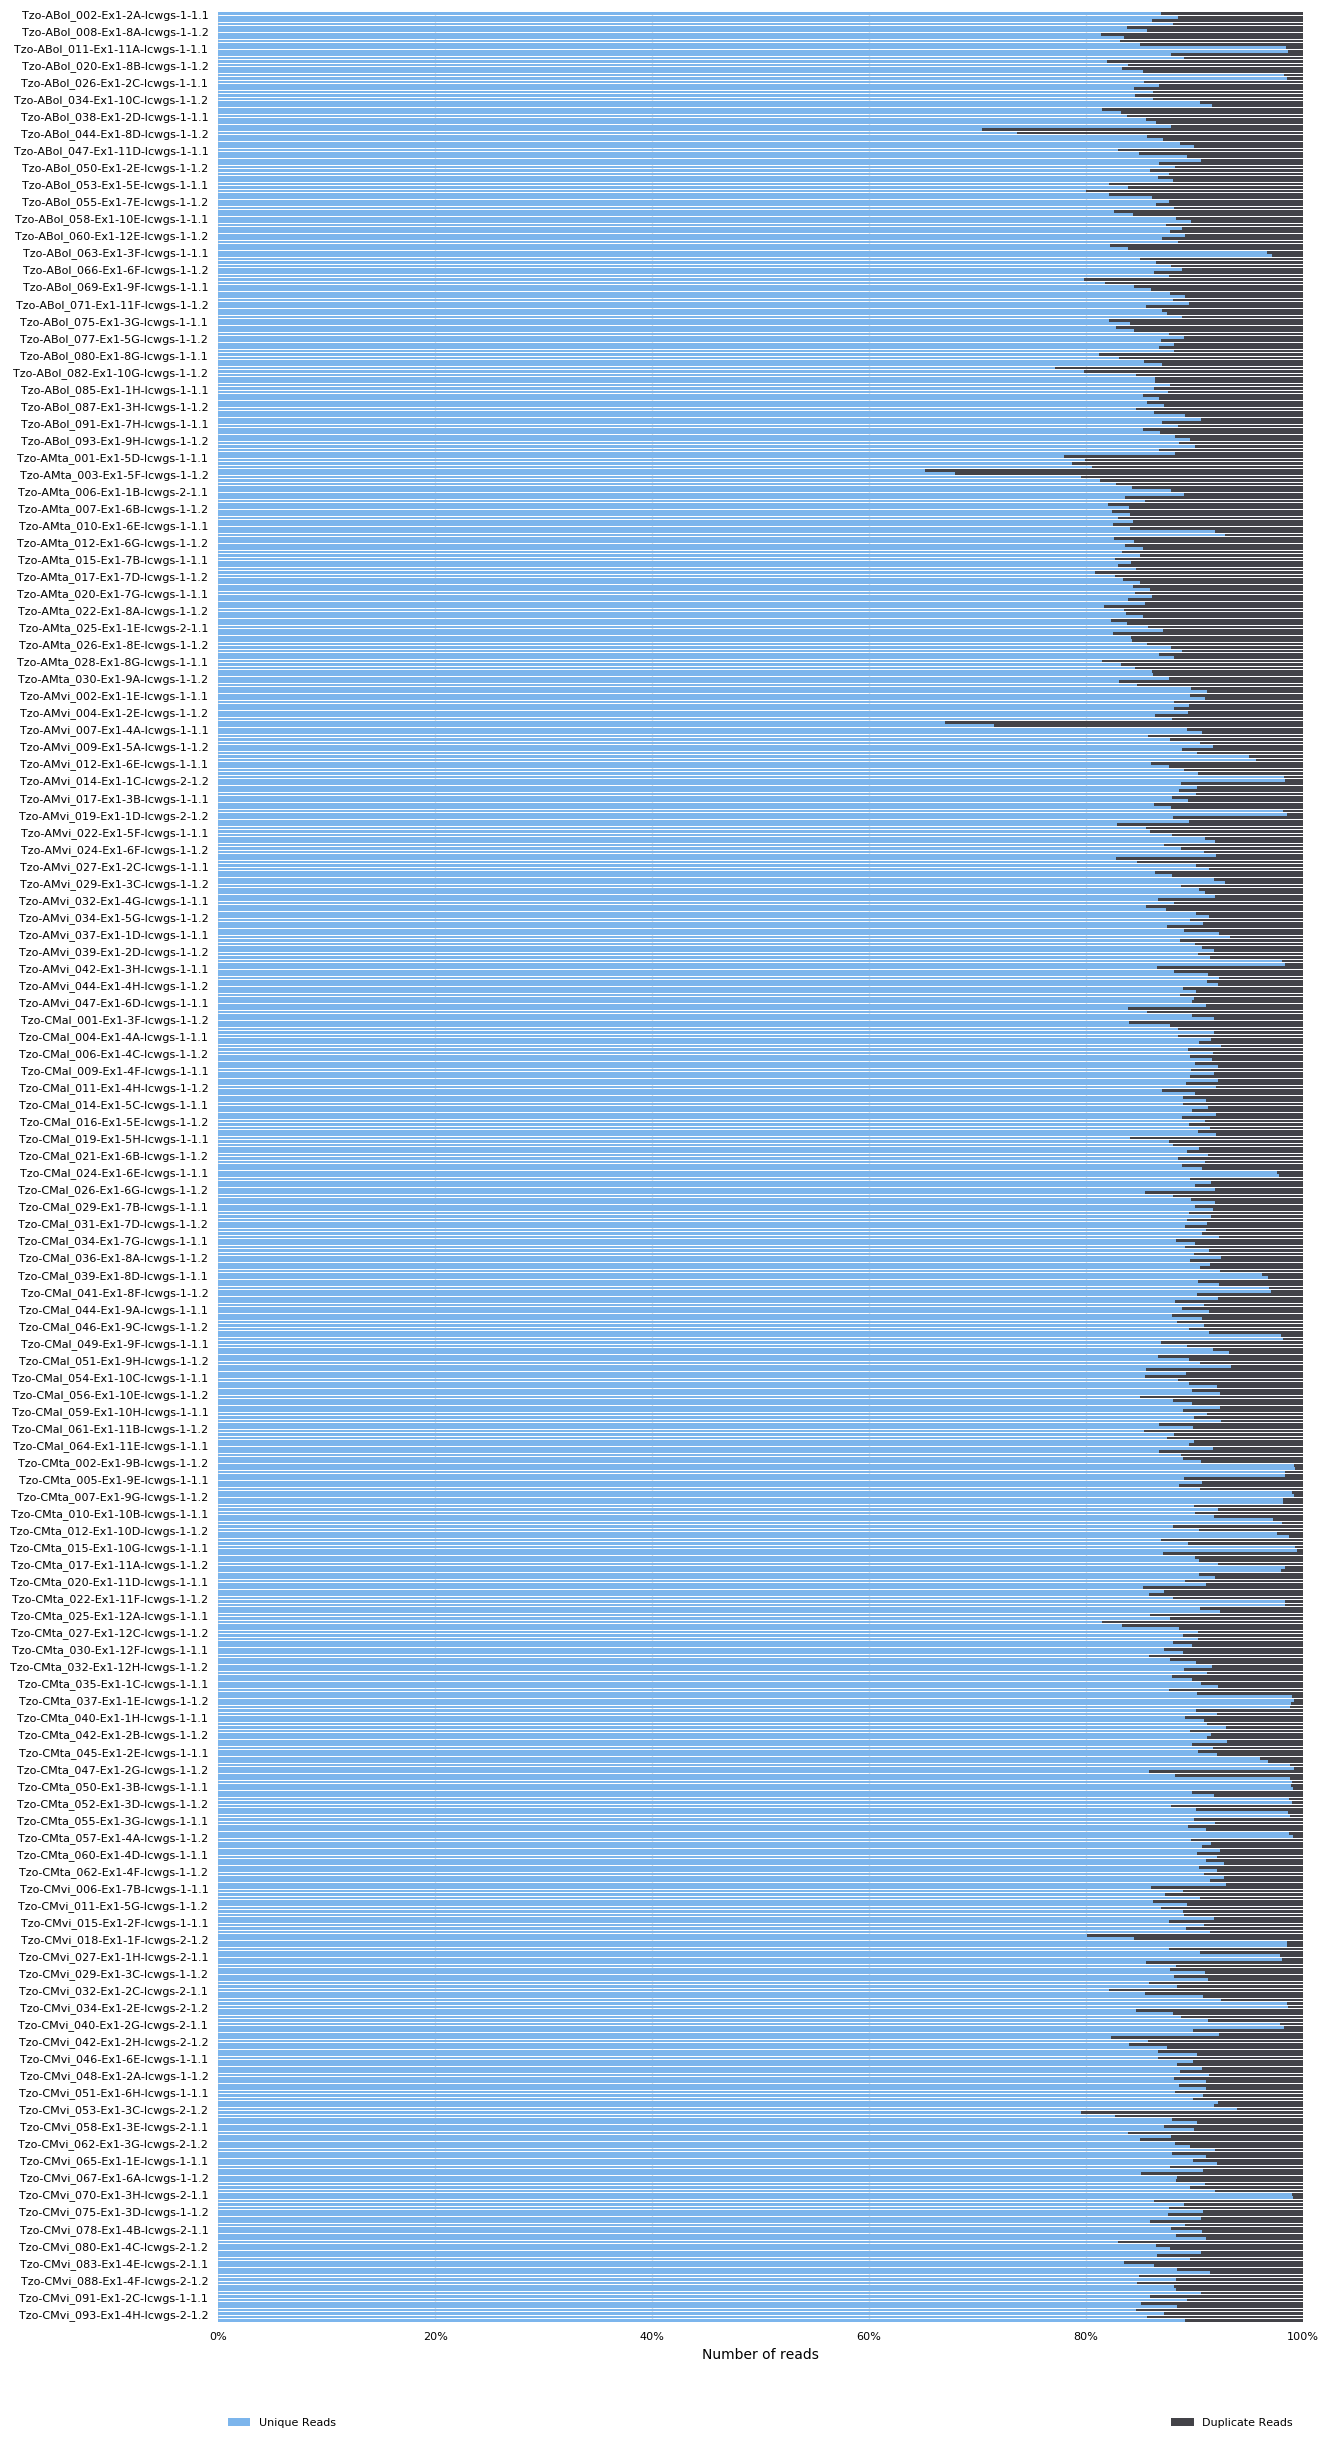 Tzo-ABol_002-Ex1-2A-lcwgs-1-1.1
Tzo-ABol_008-Ex1-8A-lcwgs-1-1.2
Tzo-ABol_011-Ex1-11A-lcwgs-1-1.1
Tzo-ABol_020-Ex1-8B-lcwgs-1-1.2
Tzo-ABol_026-Ex1-2C-lcwgs-1-1.1
Tzo-ABol_034-Ex1-10C-lcwgs-1-1.2
Tzo-ABol_038-Ex1-2D-lcwgs-1-1.1
Tzo-ABol_044-Ex1-8D-lcwgs-1-1.2
Tzo-ABol_047-Ex1-11D-lcwgs-1-1.1
Tzo-ABol_050-Ex1-2E-lcwgs-1-1.2
Tzo-ABol_053-Ex1-5E-lcwgs-1-1.1
Tzo-ABol_055-Ex1-7E-lcwgs-1-1.2
Tzo-ABol_058-Ex1-10E-lcwgs-1-1.1
Tzo-ABol_060-Ex1-12E-lcwgs-1-1.2
Tzo-ABol_063-Ex1-3F-lcwgs-1-1.1
Tzo-ABol_066-Ex1-6F-lcwgs-1-1.2
Tzo-ABol_069-Ex1-9F-lcwgs-1-1.1
Tzo-ABol_071-Ex1-11F-lcwgs-1-1.2
Tzo-ABol_075-Ex1-3G-lcwgs-1-1.1
Tzo-ABol_077-Ex1-5G-lcwgs-1-1.2
Tzo-ABol_080-Ex1-8G-lcwgs-1-1.1
Tzo-ABol_082-Ex1-10G-lcwgs-1-1.2
Tzo-ABol_085-Ex1-1H-lcwgs-1-1.1
Tzo-ABol_087-Ex1-3H-lcwgs-1-1.2
Tzo-ABol_091-Ex1-7H-lcwgs-1-1.1
Tzo-ABol_093-Ex1-9H-lcwgs-1-1.2
Tzo-AMta_001-Ex1-5D-lcwgs-1-1.1
Tzo-AMta_003-Ex1-5F-lcwgs-1-1.2
Tzo-AMta_006-Ex1-1B-lcwgs-2-1.1
Tzo-AMta_007-Ex1-6B-lcwgs-1-1.2
Tzo-AMta_010-Ex1-6E-lcwgs-1-1.1
Tzo-AMta_012-Ex1-6G-lcwgs-1-1.2
Tzo-AMta_015-Ex1-7B-lcwgs-1-1.1
Tzo-AMta_017-Ex1-7D-lcwgs-1-1.2
Tzo-AMta_020-Ex1-7G-lcwgs-1-1.1
Tzo-AMta_022-Ex1-8A-lcwgs-1-1.2
Tzo-AMta_025-Ex1-1E-lcwgs-2-1.1
Tzo-AMta_026-Ex1-8E-lcwgs-1-1.2
Tzo-AMta_028-Ex1-8G-lcwgs-1-1.1
Tzo-AMta_030-Ex1-9A-lcwgs-1-1.2
Tzo-AMvi_002-Ex1-1E-lcwgs-1-1.1
Tzo-AMvi_004-Ex1-2E-lcwgs-1-1.2
Tzo-AMvi_007-Ex1-4A-lcwgs-1-1.1
Tzo-AMvi_009-Ex1-5A-lcwgs-1-1.2
Tzo-AMvi_012-Ex1-6E-lcwgs-1-1.1
Tzo-AMvi_014-Ex1-1C-lcwgs-2-1.2
Tzo-AMvi_017-Ex1-3B-lcwgs-1-1.1
Tzo-AMvi_019-Ex1-1D-lcwgs-2-1.2
Tzo-AMvi_022-Ex1-5F-lcwgs-1-1.1
Tzo-AMvi_024-Ex1-6F-lcwgs-1-1.2
Tzo-AMvi_027-Ex1-2C-lcwgs-1-1.1
Tzo-AMvi_029-Ex1-3C-lcwgs-1-1.2
Tzo-AMvi_032-Ex1-4G-lcwgs-1-1.1
Tzo-AMvi_034-Ex1-5G-lcwgs-1-1.2
Tzo-AMvi_037-Ex1-1D-lcwgs-1-1.1
Tzo-AMvi_039-Ex1-2D-lcwgs-1-1.2
Tzo-AMvi_042-Ex1-3H-lcwgs-1-1.1
Tzo-AMvi_044-Ex1-4H-lcwgs-1-1.2
Tzo-AMvi_047-Ex1-6D-lcwgs-1-1.1
Tzo-CMal_001-Ex1-3F-lcwgs-1-1.2
Tzo-CMal_004-Ex1-4A-lcwgs-1-1.1
Tzo-CMal_006-Ex1-4C-lcwgs-1-1.2
Tzo-CMal_009-Ex1-4F-lcwgs-1-1.1
Tzo-CMal_011-Ex1-4H-lcwgs-1-1.2
Tzo-CMal_014-Ex1-5C-lcwgs-1-1.1
Tzo-CMal_016-Ex1-5E-lcwgs-1-1.2
Tzo-CMal_019-Ex1-5H-lcwgs-1-1.1
Tzo-CMal_021-Ex1-6B-lcwgs-1-1.2
Tzo-CMal_024-Ex1-6E-lcwgs-1-1.1
Tzo-CMal_026-Ex1-6G-lcwgs-1-1.2
Tzo-CMal_029-Ex1-7B-lcwgs-1-1.1
Tzo-CMal_031-Ex1-7D-lcwgs-1-1.2
Tzo-CMal_034-Ex1-7G-lcwgs-1-1.1
Tzo-CMal_036-Ex1-8A-lcwgs-1-1.2
Tzo-CMal_039-Ex1-8D-lcwgs-1-1.1
Tzo-CMal_041-Ex1-8F-lcwgs-1-1.2
Tzo-CMal_044-Ex1-9A-lcwgs-1-1.1
Tzo-CMal_046-Ex1-9C-lcwgs-1-1.2
Tzo-CMal_049-Ex1-9F-lcwgs-1-1.1
Tzo-CMal_051-Ex1-9H-lcwgs-1-1.2
Tzo-CMal_054-Ex1-10C-lcwgs-1-1.1
Tzo-CMal_056-Ex1-10E-lcwgs-1-1.2
Tzo-CMal_059-Ex1-10H-lcwgs-1-1.1
Tzo-CMal_061-Ex1-11B-lcwgs-1-1.2
Tzo-CMal_064-Ex1-11E-lcwgs-1-1.1
Tzo-CMta_002-Ex1-9B-lcwgs-1-1.2
Tzo-CMta_005-Ex1-9E-lcwgs-1-1.1
Tzo-CMta_007-Ex1-9G-lcwgs-1-1.2
Tzo-CMta_010-Ex1-10B-lcwgs-1-1.1
Tzo-CMta_012-Ex1-10D-lcwgs-1-1.2
Tzo-CMta_015-Ex1-10G-lcwgs-1-1.1
Tzo-CMta_017-Ex1-11A-lcwgs-1-1.2
Tzo-CMta_020-Ex1-11D-lcwgs-1-1.1
Tzo-CMta_022-Ex1-11F-lcwgs-1-1.2
Tzo-CMta_025-Ex1-12A-lcwgs-1-1.1
Tzo-CMta_027-Ex1-12C-lcwgs-1-1.2
Tzo-CMta_030-Ex1-12F-lcwgs-1-1.1
Tzo-CMta_032-Ex1-12H-lcwgs-1-1.2
Tzo-CMta_035-Ex1-1C-lcwgs-1-1.1
Tzo-CMta_037-Ex1-1E-lcwgs-1-1.2
Tzo-CMta_040-Ex1-1H-lcwgs-1-1.1
Tzo-CMta_042-Ex1-2B-lcwgs-1-1.2
Tzo-CMta_045-Ex1-2E-lcwgs-1-1.1
Tzo-CMta_047-Ex1-2G-lcwgs-1-1.2
Tzo-CMta_050-Ex1-3B-lcwgs-1-1.1
Tzo-CMta_052-Ex1-3D-lcwgs-1-1.2
Tzo-CMta_055-Ex1-3G-lcwgs-1-1.1
Tzo-CMta_057-Ex1-4A-lcwgs-1-1.2
Tzo-CMta_060-Ex1-4D-lcwgs-1-1.1
Tzo-CMta_062-Ex1-4F-lcwgs-1-1.2
Tzo-CMvi_006-Ex1-7B-lcwgs-1-1.1
Tzo-CMvi_011-Ex1-5G-lcwgs-1-1.2
Tzo-CMvi_015-Ex1-2F-lcwgs-1-1.1
Tzo-CMvi_018-Ex1-1F-lcwgs-2-1.2
Tzo-CMvi_027-Ex1-1H-lcwgs-2-1.1
Tzo-CMvi_029-Ex1-3C-lcwgs-1-1.2
Tzo-CMvi_032-Ex1-2C-lcwgs-2-1.1
Tzo-CMvi_034-Ex1-2E-lcwgs-2-1.2
Tzo-CMvi_040-Ex1-2G-lcwgs-2-1.1
Tzo-CMvi_042-Ex1-2H-lcwgs-2-1.2
Tzo-CMvi_046-Ex1-6E-lcwgs-1-1.1
Tzo-CMvi_048-Ex1-2A-lcwgs-1-1.2
Tzo-CMvi_051-Ex1-6H-lcwgs-1-1.1
Tzo-CMvi_053-Ex1-3C-lcwgs-2-1.2
Tzo-CMvi_058-Ex1-3E-lcwgs-2-1.1
Tzo-CMvi_062-Ex1-3G-lcwgs-2-1.2
Tzo-CMvi_065-Ex1-1E-lcwgs-1-1.1
Tzo-CMvi_067-Ex1-6A-lcwgs-1-1.2
Tzo-CMvi_070-Ex1-3H-lcwgs-2-1.1
Tzo-CMvi_075-Ex1-3D-lcwgs-1-1.2
Tzo-CMvi_078-Ex1-4B-lcwgs-2-1.1
Tzo-CMvi_080-Ex1-4C-lcwgs-2-1.2
Tzo-CMvi_083-Ex1-4E-lcwgs-2-1.1
Tzo-CMvi_088-Ex1-4F-lcwgs-2-1.2
Tzo-CMvi_091-Ex1-2C-lcwgs-1-1.1
Tzo-CMvi_093-Ex1-4H-lcwgs-2-1.2
0% 20% 40% 60% 80% 100%
Number of reads
Unique Reads Duplicate Reads